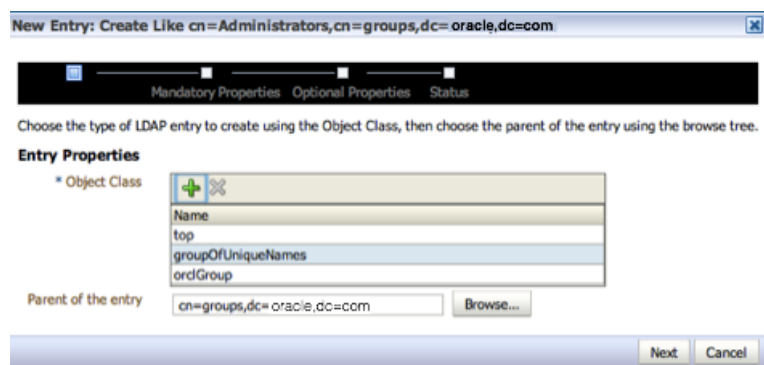 New Entry: Create Like cn=Administrators,cn=groups,dc=oracle,dc=com
Mandatory Properties Optional Properties Status
Choose the type of LDAP entry to create using the Object Class, then choose the parent of the entry using the browse tree.
Entry Properties
* Object Class
Name
top
groupOfUniqueNames
orclGroup
Parent of the entry cn=groups,dc=oracle,dc=com Browse...
Next Cancel